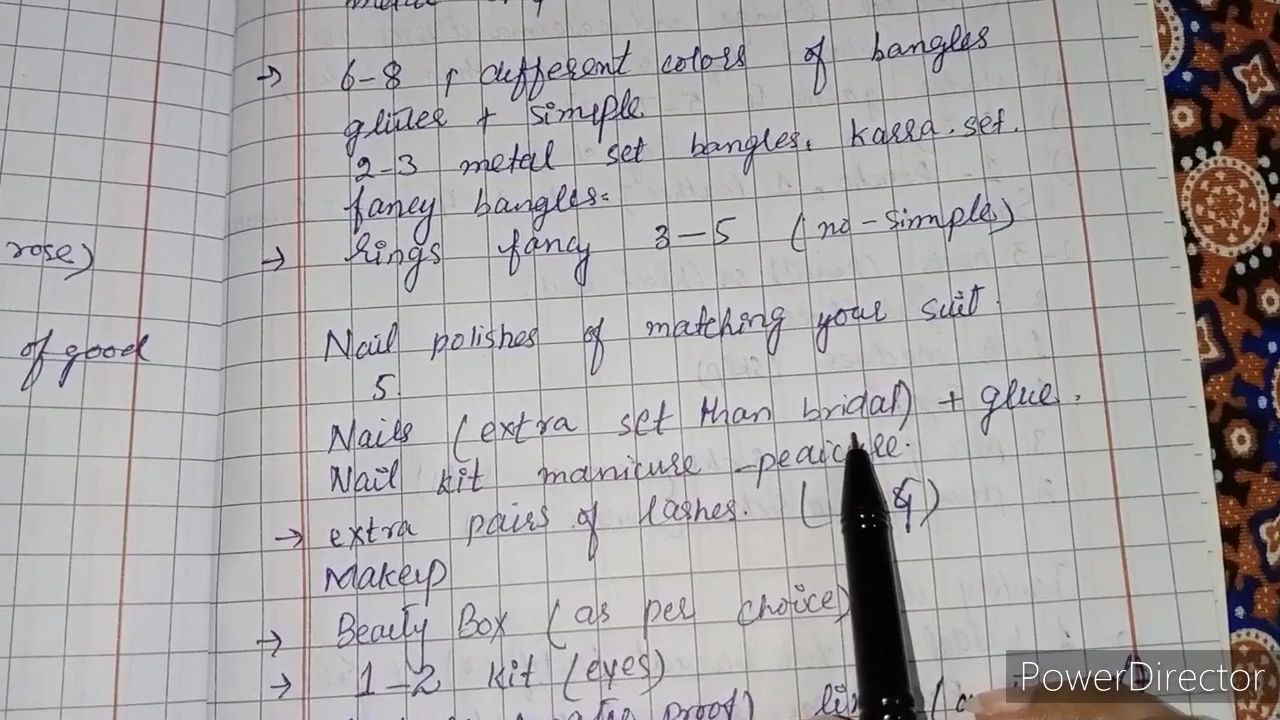 → 6-8, different colors of bangles
glitter + simple
2-3 metal set bangles. Kassa. set.
fancy bangles.
rose)
→ Rings fancy 3-5 (no-simple)
Nail polishes of matching your suit.
of good
5.
Nails (extra set than bridal) + glue.
Nail kit manicure -pedicure.
→ extra pairs of lashes.
Makeup
→ Beauty Box (as per choice)
→ 1-2 kit (eyes)
proof)
PowerDirector